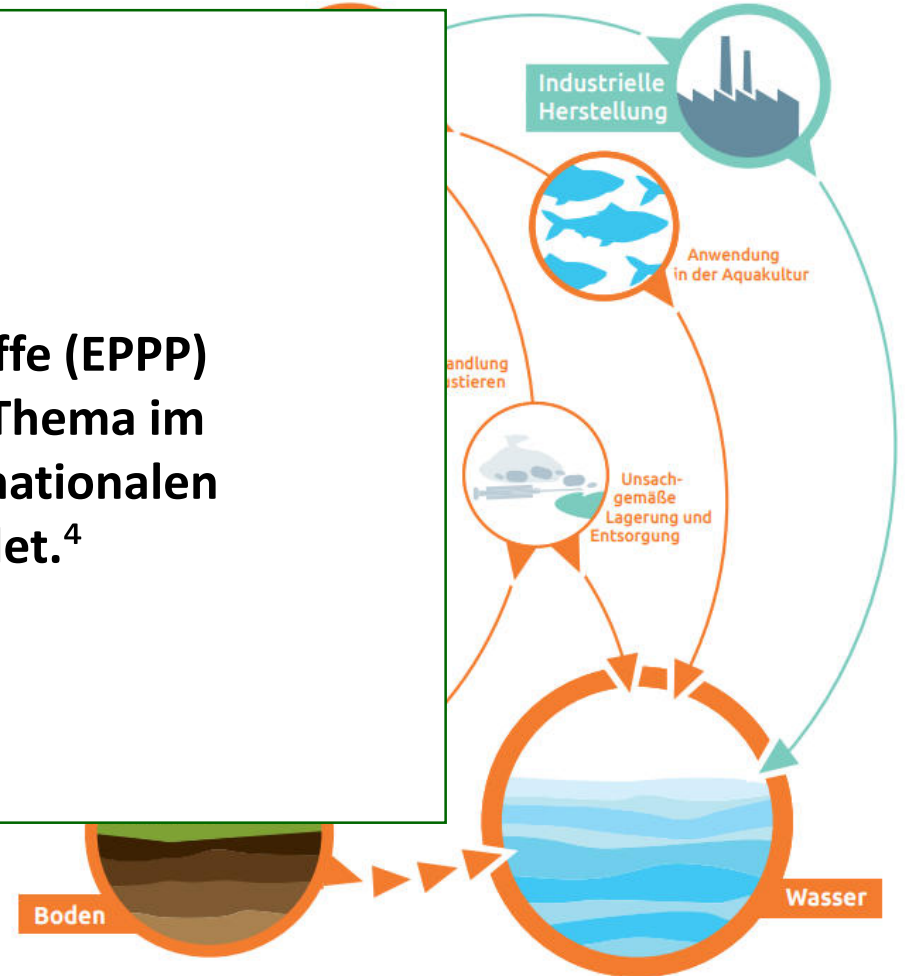 Industrielle
Herstellung
Anwendung
in der Aquakultur
ffe (EPPP)
Thema im
nationalen
let.⁴
andlung
stieren
Unsach-
gemäße
Lagerung und
Entsorgung
Boden
Wasser